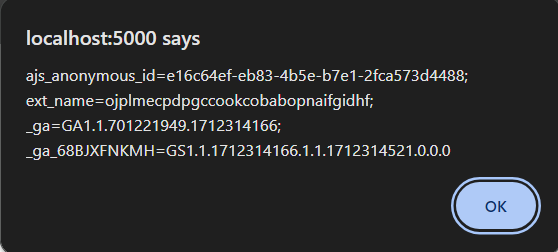 localhost:5000 says
ajs_anonymous_id=e16c64ef-eb83-4b5e-b7e1-2fca573d4488;
ext_name=ojplmecpdpgccookcobabopnaifgidhf;
_ga=GA1.1.701221949.1712314166;
_ga_68BJXFNKMH=GS1.1.1712314166.1.1.1712314521.0.0.0
OK